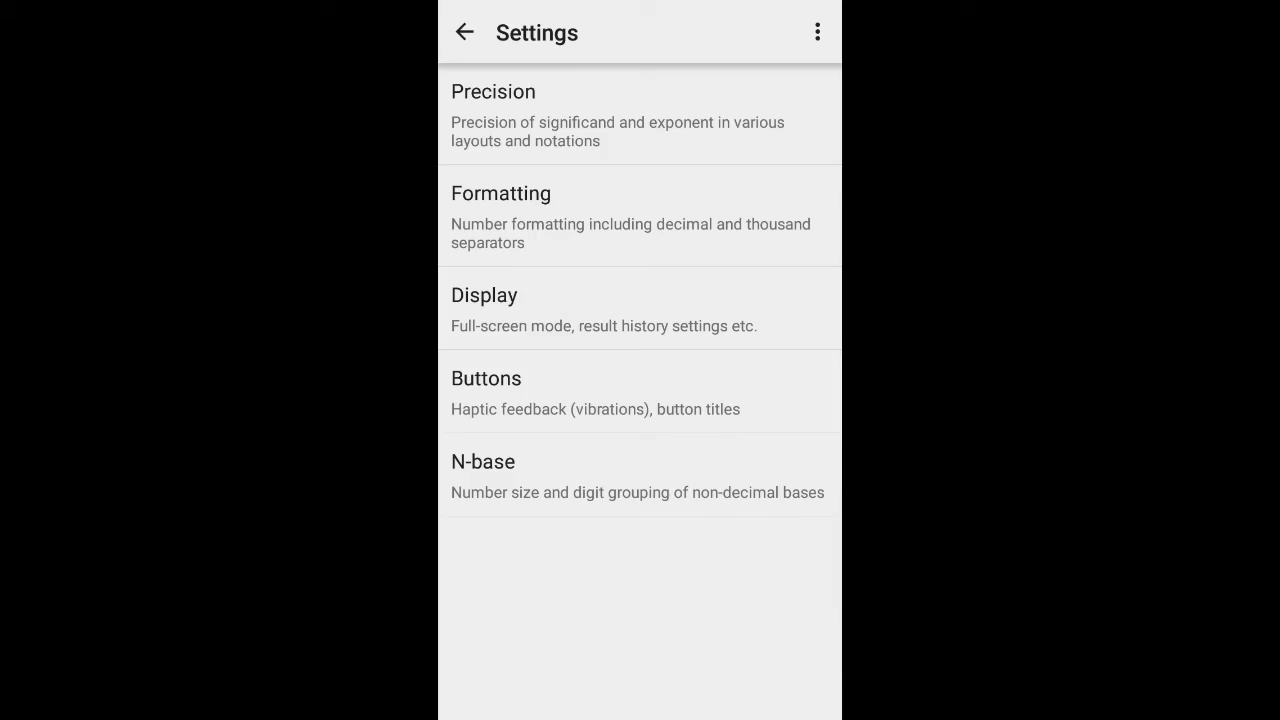 Settings
Precision
Precision of significand and exponent in various
layouts and notations
Formatting
Number formatting including decimal and thousand
separators
Display
Full-screen mode, result history settings etc.
Buttons
Haptic feedback (vibrations), button titles
N-base
Number size and digit grouping of non-decimal bases